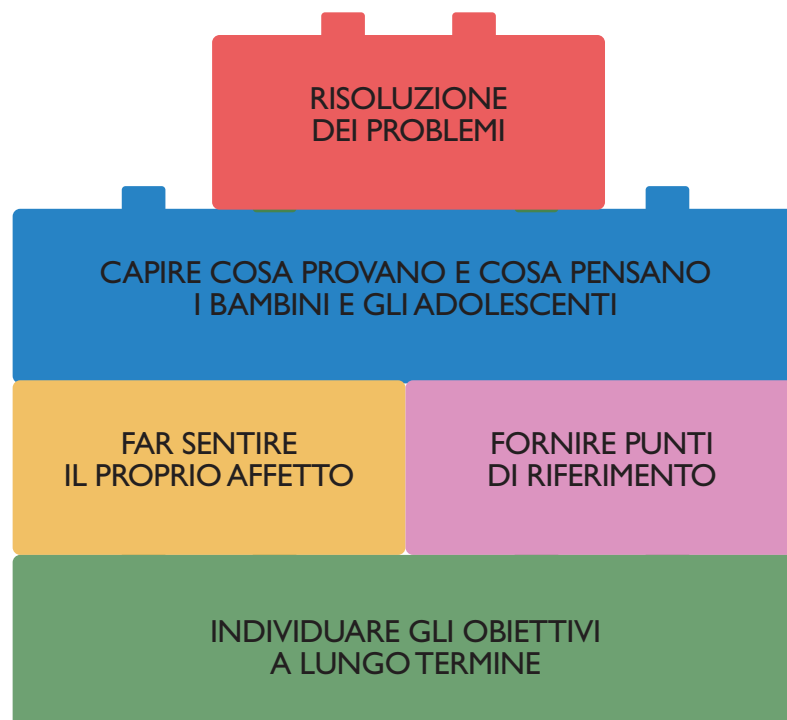 RISOLUZIONE
DEI PROBLEMI
CAPIRE COSA PROVANO E COSA PENSANO
I BAMBINI E GLI ADOLESCENTI
FAR SENTIRE
IL PROPRIO AFFETTO
FORNIRE PUNTI
DI RIFERIMENTO
INDIVIDUARE GLI OBIETTIVI
A LUNGO TERMINE